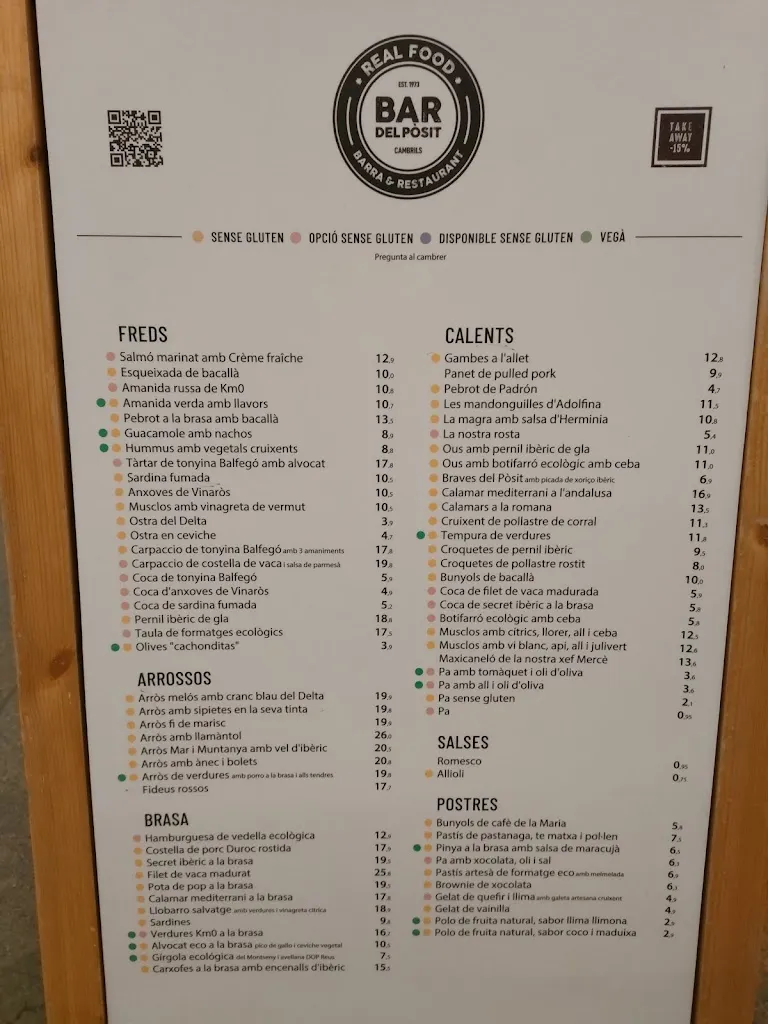 REAL FOOD
EST. 1973
BAR
DEL PÒSIT
CAMBRILS
BARRA & RESTAURANT
TAKE
AWAY
-15%
SENSE GLUTEN OPCIÓ SENSE GLUTEN DISPONIBLE SENSE GLUTEN VEGÀ
Pregunta al cambrer
FREDS
Salmó marinat amb Crème fraîche 12,9
Esqueixada de bacallà 10,0
Amanida russa de Km0 10,8
Amanida verda amb llavors 10,7
Pebrot a la brasa amb bacallà 13,5
Guacamole amb nachos 8,9
Hummus amb vegetals cruixents 8,8
Tàrtar de tonyina Balfegó amb alvocat 17,8
Sardina fumada 10,5
Anxoves de Vinaròs 10,5
Musclos amb vinagreta de vermut 10,5
Ostra del Delta 3,9
Ostra en ceviche 4,7
Carpaccio de tonyina Balfegó amb 3 amaniments 17,8
Carpaccio de costella de vaca i salsa de parmesà 19,8
Coca de tonyina Balfegó 5,9
Coca d'anxoves de Vinaròs 4,9
Coca de sardina fumada 5,2
Pernil ibèric de gla 18,8
Taula de formatges ecològics 17,5
Olives "cachonditas" 3,9
ARROSSOS
Arròs melós amb cranc blau del Delta 19,9
Arròs amb sipietes en la seva tinta 19,8
Arròs fi de marisc 19,9
Arròs amb llamàntol 26,0
Arròs Mar i Muntanya amb vel d'ibèric 20,5
Arròs amb ànec i bolets 20,8
Arròs de verdures amb porro a la brasa i alls tendres 19,8
Fideus rossos 17,7
BRASA
Hamburguesa de vedella ecològica 12,9
Costella de porc Duroc rostida 17,9
Secret ibèric a la brasa 19,5
Filet de vaca madurat 25,8
Pota de pop a la brasa 19,5
Calamar mediterrani a la brasa 17,8
Llobarro salvatge amb verdures i vinagreta cítrica 18,9
Sardines 9,8
Verdures Km0 a la brasa 16,7
Alvocat eco a la brasa pico de gallo i ceviche vegetal 10,5
Gírgola ecològica del Montseny i avellana DOP Reus 7,5
Carxofes a la brasa amb encenalls d'ibèric 15,5
CALENTS
Gambes a l'allet 12,8
Panet de pulled pork 9,9
Pebrot de Padrón 4,7
Les mandonguilles d'Adolfina 11,5
La magra amb salsa d'Herminia 10,8
La nostra rosta 5,4
Ous amb pernil ibèric de gla 11,0
Ous amb botifarró ecològic amb ceba 11,0
Braves del Pòsit amb picada de xoriço ibèric 6,9
Calamar mediterrani a l'andalusa 16,9
Calamars a la romana 13,5
Cruixent de pollastre de corral 11,3
Tempura de verdures 11,8
Croquetes de pernil ibèric 9,5
Croquetes de pollastre rostit 8,0
Bunyols de bacallà 10,0
Coca de filet de vaca madurada 5,9
Coca de secret ibèric a la brasa 5,8
Botifarró ecològic amb ceba 5,8
Musclos amb cítrics, llorer, all i ceba 12,5
Musclos amb vi blanc, api, all i julivert 12,6
Maxicaneló de la nostra xef Mercè 13,6
Pa amb tomàquet i oli d'oliva 3,6
Pa amb all i oli d'oliva 3,6
Pa sense gluten 2,1
Pa 0,95
SALSES
Romesco 0,95
Allioli 0,75
POSTRES
Bunyols de cafè de la Maria 5,8
Pastís de pastanaga, te matxa i pol·len 7,5
Pinya a la brasa amb salsa de maracujà 6,5
Pa amb xocolata, oli i sal 6,3
Pastís artesà de formatge eco amb melmelada 6,9
Brownie de xocolata 6,3
Gelat de quefir i llima amb galeta artesana cruixent 4,9
Gelat de vainilla 4,9
Polo de fruita natural, sabor llima llimona 2,9
Polo de fruita natural, sabor coco i maduixa 2,9